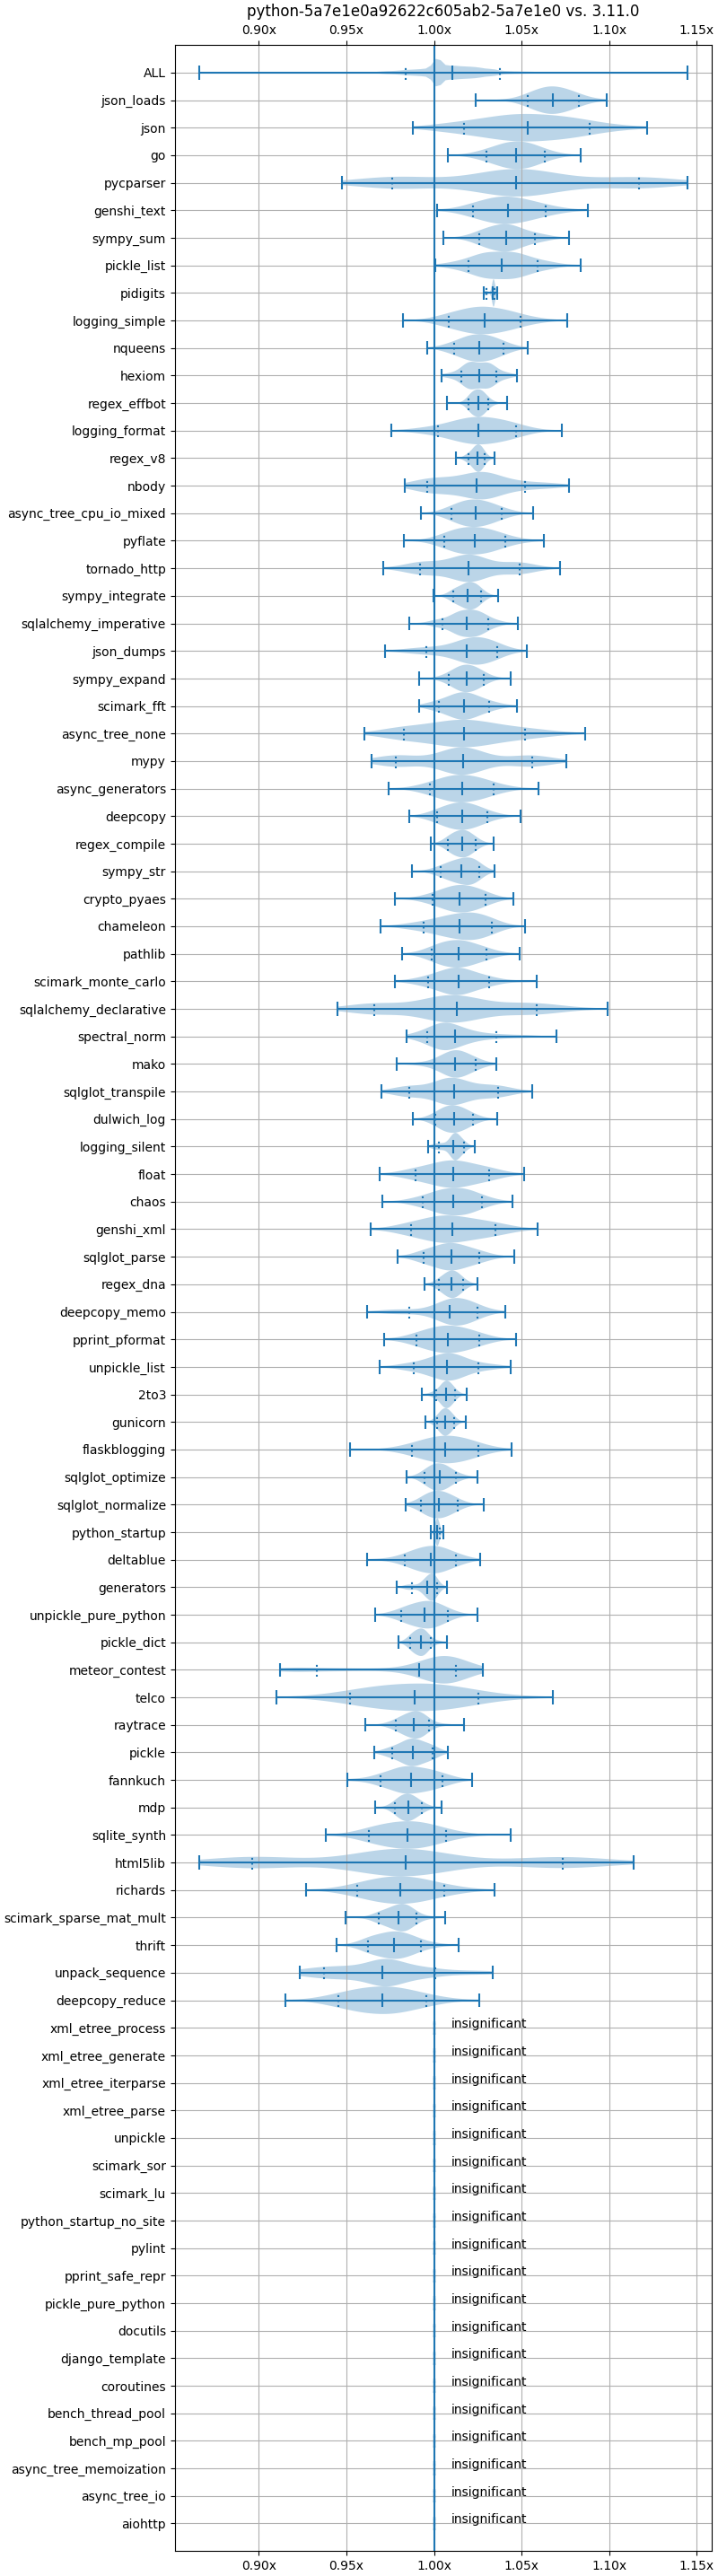 python-5a7e1e0a92622c605ab2-5a7e1e0 vs. 3.11.0
0.90x 0.95x 1.00x 1.05x 1.10x 1.15x
ALL
json_loads
json
go
pycparser
genshi_text
sympy_sum
pickle_list
pidigits
logging_simple
nqueens
hexiom
regex_effbot
logging_format
regex_v8
nbody
async_tree_cpu_io_mixed
pyflate
tornado_http
sympy_integrate
sqlalchemy_imperative
json_dumps
sympy_expand
scimark_fft
async_tree_none
mypy
async_generators
deepcopy
regex_compile
sympy_str
crypto_pyaes
chameleon
pathlib
scimark_monte_carlo
sqlalchemy_declarative
spectral_norm
mako
sqlglot_transpile
dulwich_log
logging_silent
float
chaos
genshi_xml
sqlglot_parse
regex_dna
deepcopy_memo
pprint_pformat
unpickle_list
2to3
gunicorn
flaskblogging
sqlglot_optimize
sqlglot_normalize
python_startup
deltablue
generators
unpickle_pure_python
pickle_dict
meteor_contest
telco
raytrace
pickle
fannkuch
mdp
sqlite_synth
html5lib
richards
scimark_sparse_mat_mult
thrift
unpack_sequence
deepcopy_reduce
xml_etree_process insignificant
xml_etree_generate insignificant
xml_etree_iterparse insignificant
xml_etree_parse insignificant
unpickle insignificant
scimark_sor insignificant
scimark_lu insignificant
python_startup_no_site insignificant
pylint insignificant
pprint_safe_repr insignificant
pickle_pure_python insignificant
docutils insignificant
django_template insignificant
coroutines insignificant
bench_thread_pool insignificant
bench_mp_pool insignificant
async_tree_memoization insignificant
async_tree_io insignificant
aiohttp insignificant
0.90x 0.95x 1.00x 1.05x 1.10x 1.15x